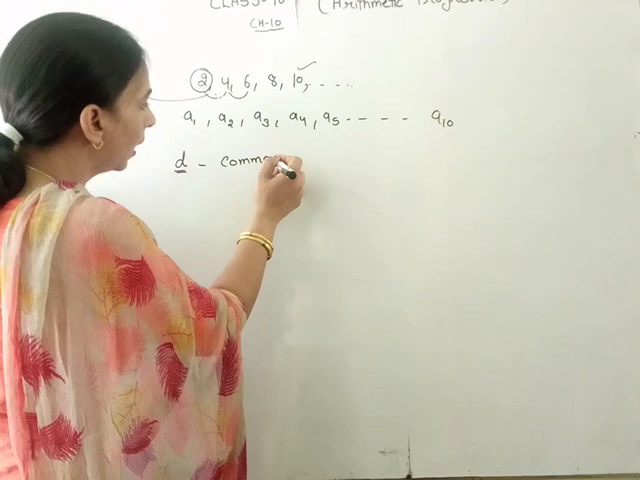 CLASS-10 (Arithmetic Progression)
CH-10
2, 4, 6, 8, 10, - - - -
a1, a2, a3, a4, a5 - - - - a10
d - comm